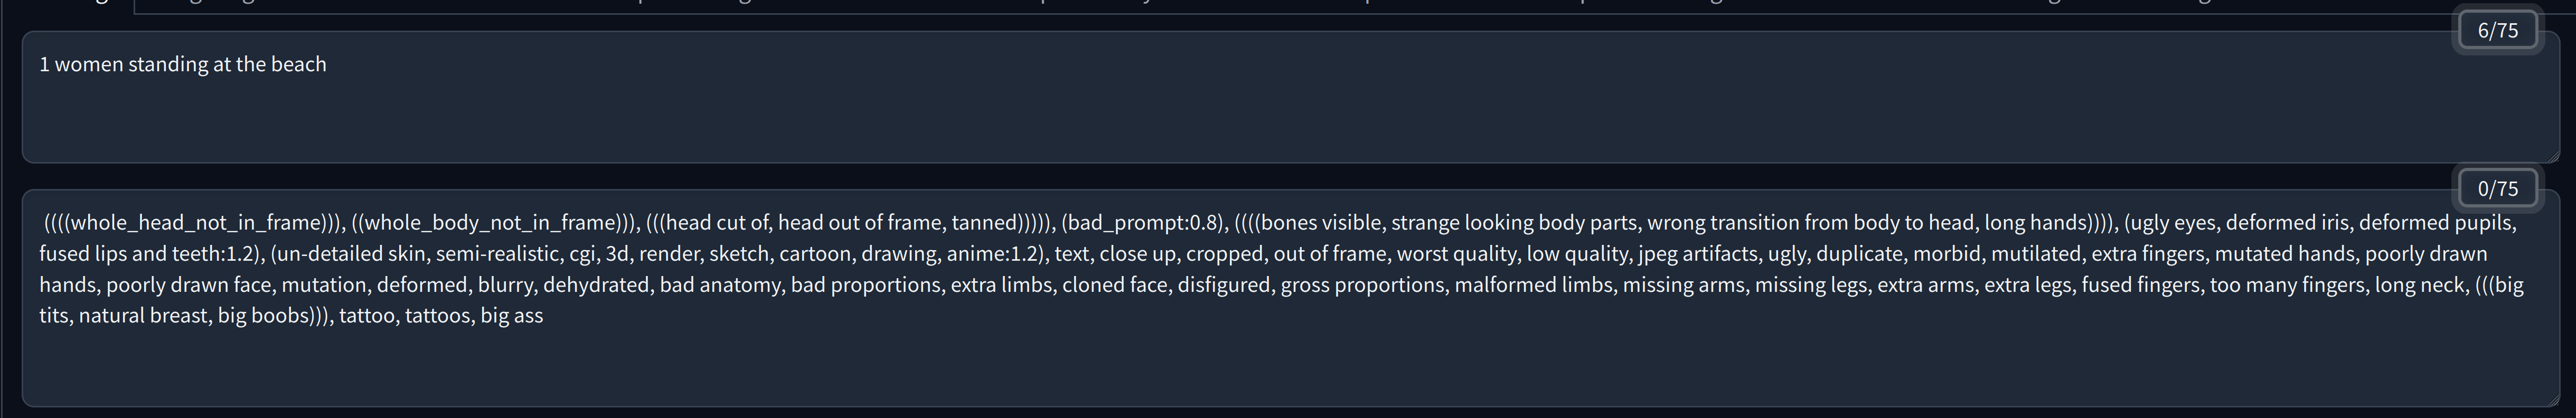 6/75
1 women standing at the beach
0/75
((((whole_head_not_in_frame))), ((whole_body_not_in_frame))), (((head cut of, head out of frame, tanned))))), (bad_prompt:0.8), ((((bones visible, strange looking body parts, wrong transition from body to head, long hands)))), (ugly eyes, deformed iris, deformed pupils,
fused lips and teeth:1.2), (un-detailed skin, semi-realistic, cgi, 3d, render, sketch, cartoon, drawing, anime:1.2), text, close up, cropped, out of frame, worst quality, low quality, jpeg artifacts, ugly, duplicate, morbid, mutilated, extra fingers, mutated hands, poorly drawn
hands, poorly drawn face, mutation, deformed, blurry, dehydrated, bad anatomy, bad proportions, extra limbs, cloned face, disfigured, gross proportions, malformed limbs, missing arms, missing legs, extra arms, extra legs, fused fingers, too many fingers, long neck, (((big
tits, natural breast, big boobs))), tattoo, tattoos, big ass